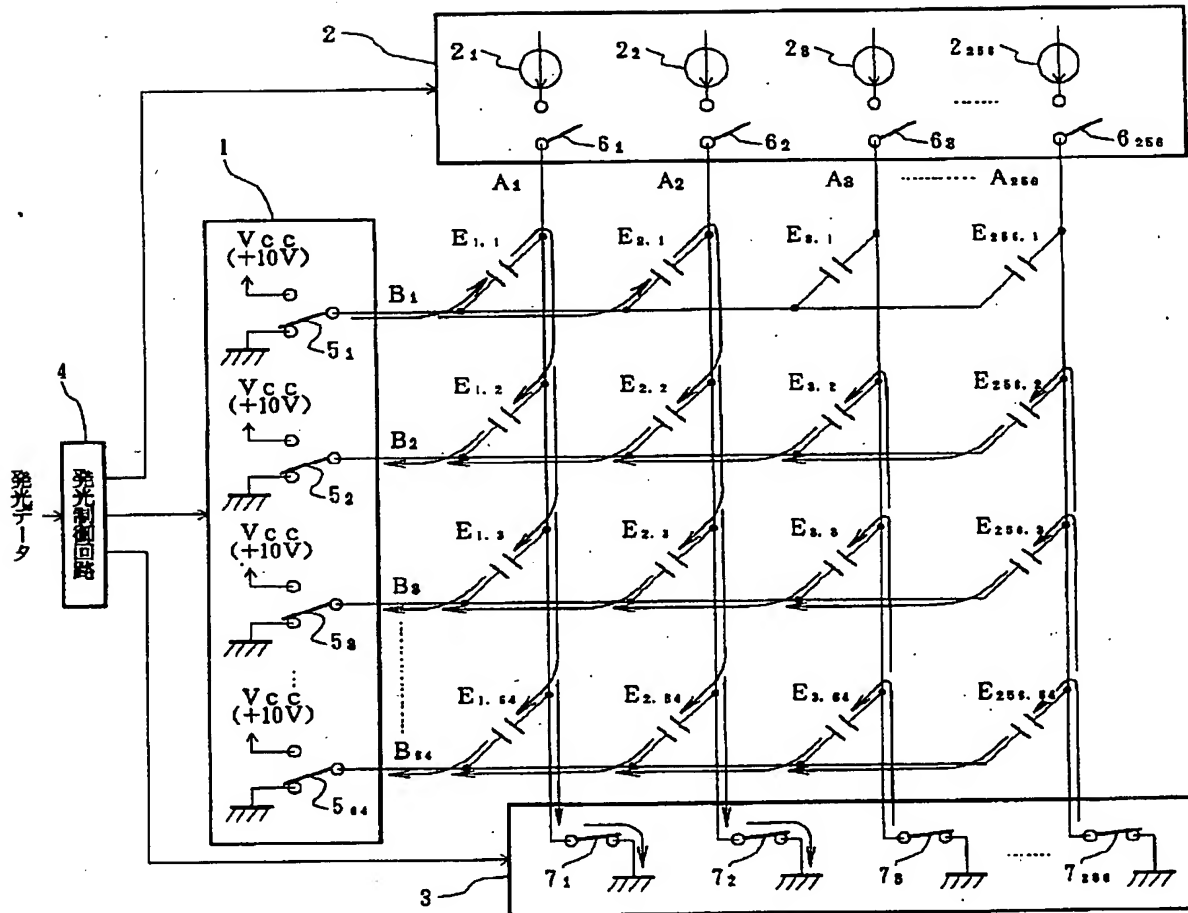 2
2₁
2₂
2₃
2₂₅₆
6₁
6₂
6₃
6₂₅₆
A₁
A₂
A₃
A₂₅₆
1
Vcc
(+10V)
5₁
B₁
E₁.₁
E₂.₁
E₃.₁
E₂₅₆.₁
4
発光データ
発光制御回路
Vcc
(+10V)
5₂
B₂
E₁.₂
E₂.₂
E₃.₂
E₂₅₆.₂
Vcc
(+10V)
5₃
B₃
E₁.₃
E₂.₃
E₃.₃
E₂₅₆.₃
Vcc
(+10V)
5₆₄
B₆₄
E₁.₆₄
E₂.₆₄
E₃.₆₄
E₂₅₆.₆₄
3
7₁
7₂
7₃
7₂₅₆